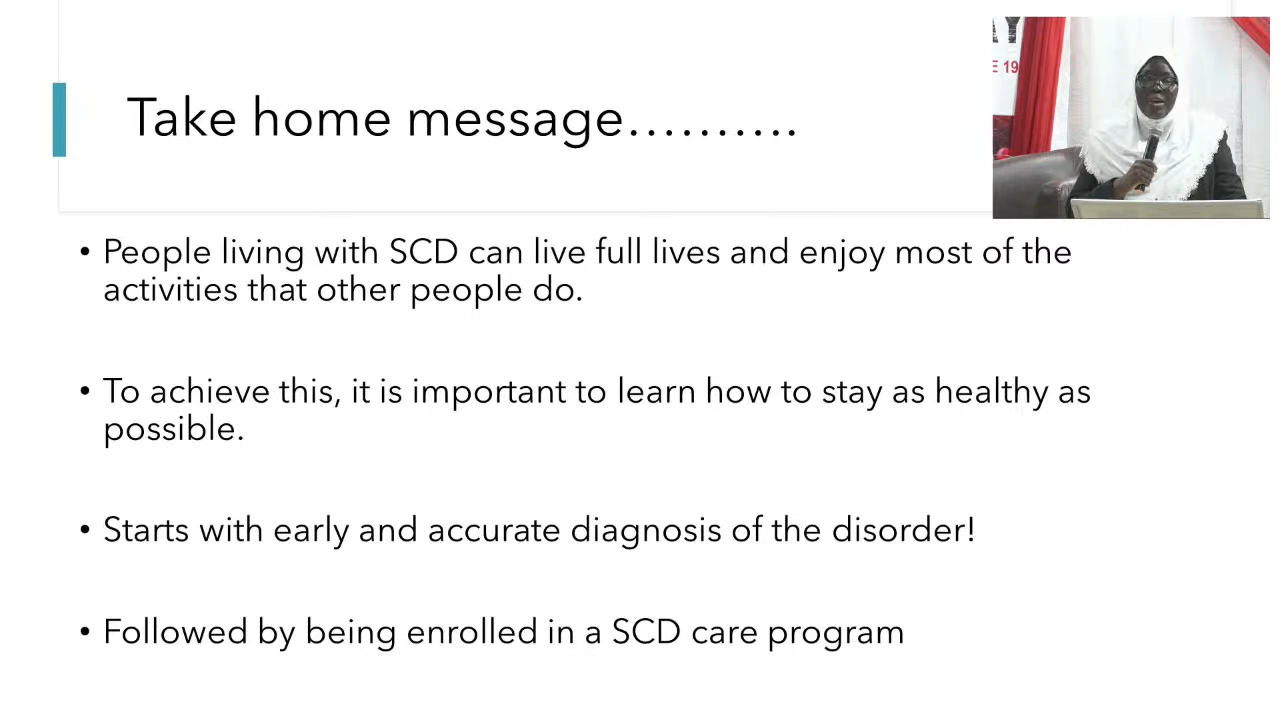 AY
E 19
Take home message..........
• People living with SCD can live full lives and enjoy most of the
activities that other people do.
• To achieve this, it is important to learn how to stay as healthy as
possible.
• Starts with early and accurate diagnosis of the disorder!
• Followed by being enrolled in a SCD care program